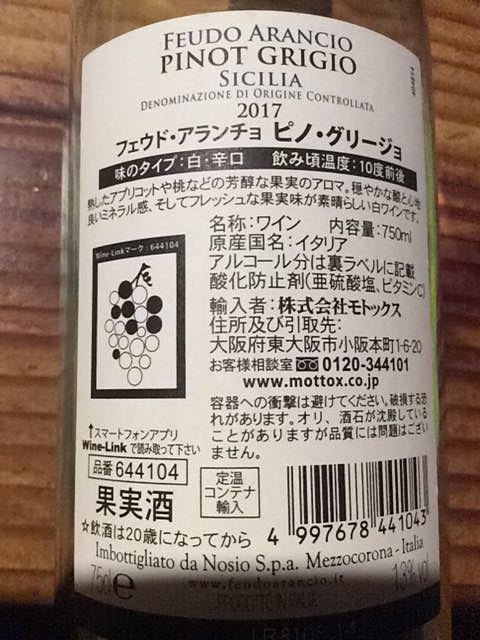 FEUDO ARANCIO
PINOT GRIGIO
SICILIA
DENOMINAZIONE DI ORIGINE CONTROLLATA
2017
フェウド・アランチョ ピノ・グリージョ
味のタイプ：白・辛口 飲み頃温度：10度前後
熟したアプリコットや桃などの芳醇な果実のアロマ。穏やかな酸と心地
良いミネラル感、そしてフレッシュな果実味が素晴らしい白ワインです。
Wine-Linkマーク：644104
名称：ワイン 内容量：750ml
原産国名：イタリア
アルコール分は裏ラベルに記載
酸化防止剤(亜硫酸塩、ビタミンC)
輸入者：株式会社モトックス
住所及び引取先：
大阪府東大阪市小阪本町1-6-20
お客様相談室 0120-344101
www.mottox.co.jp
容器への衝撃は避けてください。破損する恐
れがあります。オリ、酒石が沈殿している
ことがありますが品質には問題はござい
ません。
↑スマートフォンアプリ
Wine-Link で読み取って下さい
品番 644104
果実酒
定温
コンテナ
輸入
☆飲酒は20歳になってから
4 997678 441043
Imbottigliato da Nosio S.p.a. Mezzocorona - Italia
75cl e
www.feudoarancio.it
13% vol
PRODOTTO IN ITALIA